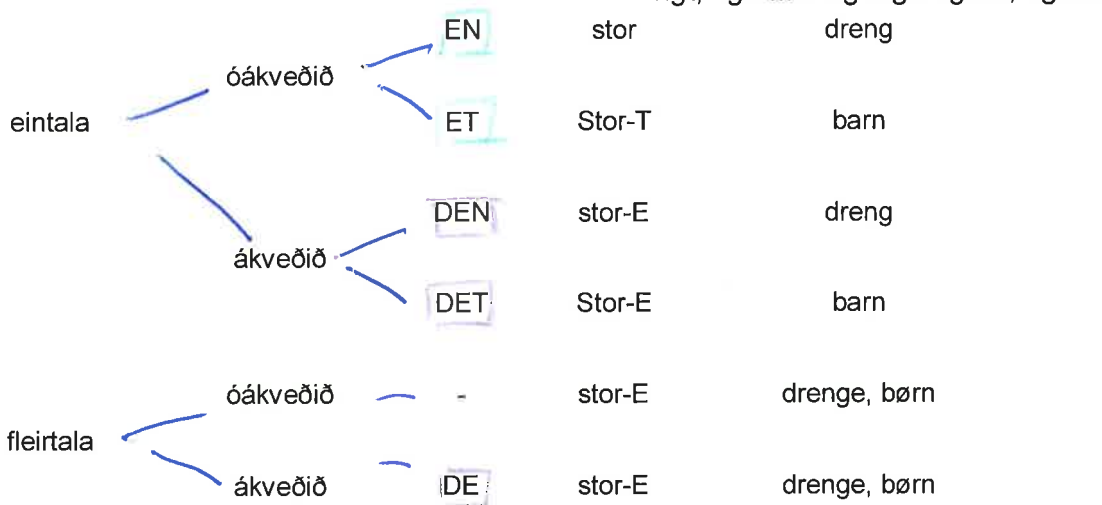 EN stor dreng
óákveðið
eintala ET Stor-T barn
DEN stor-E dreng
ákveðið
DET Stor-E barn
óákveðið - stor-E drenge, børn
fleirtala
ákveðið DE stor-E drenge, børn